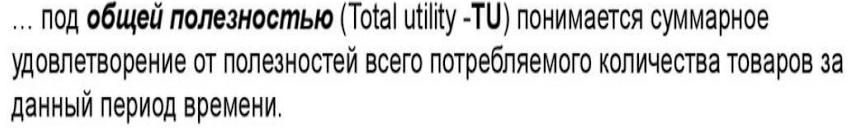 ... под общей полезностью (Total utility -TU) понимается суммарное
удовлетворение от полезностей всего потребляемого количества товаров за
данный период времени.